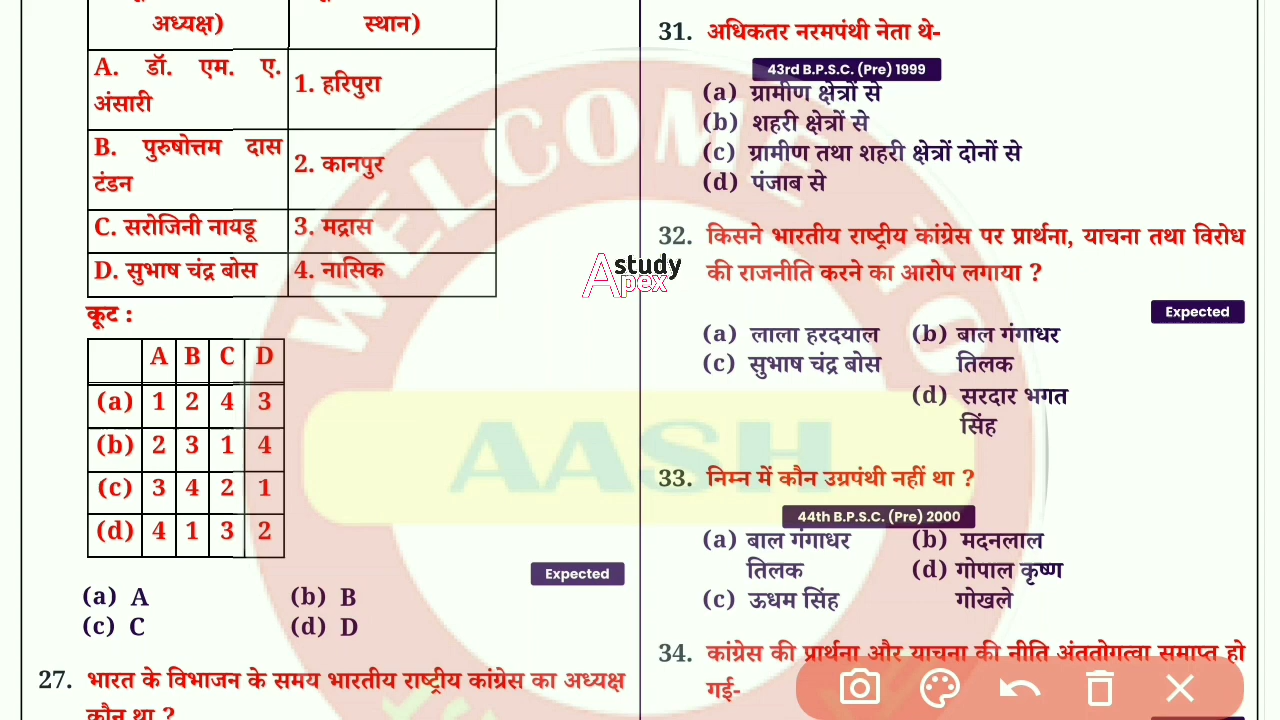 अध्यक्ष)
स्थान)
A. डॉ. एम. ए.
अंसारी
1. हरिपुरा
B. पुरुषोत्तम दास
टंडन
2. कानपुर
C. सरोजिनी नायडू
3. मद्रास
D. सुभाष चंद्र बोस
4. नासिक
कूट :
A B C D
(a) 1 2 4 3
(b) 2 3 1 4
(c) 3 4 2 1
(d) 4 1 3 2
Expected
(a) A
(b) B
(c) C
(d) D
27. भारत के विभाजन के समय भारतीय राष्ट्रीय कांग्रेस का अध्यक्ष
कौन था ?
31. अधिकतर नरमपंथी नेता थे-
43rd B.P.S.C. (Pre) 1999
(a) ग्रामीण क्षेत्रों से
(b) शहरी क्षेत्रों से
(c) ग्रामीण तथा शहरी क्षेत्रों दोनों से
(d) पंजाब से
32. किसने भारतीय राष्ट्रीय कांग्रेस पर प्रार्थना, याचना तथा विरोध
की राजनीति करने का आरोप लगाया ?
Expected
(a) लाला हरदयाल
(b) बाल गंगाधर
तिलक
(c) सुभाष चंद्र बोस
(d) सरदार भगत
सिंह
33. निम्न में कौन उग्रपंथी नहीं था ?
44th B.P.S.C. (Pre) 2000
(a) बाल गंगाधर
तिलक
(b) मदनलाल
(c) ऊधम सिंह
(d) गोपाल कृष्ण
गोखले
34. कांग्रेस की प्रार्थना और याचना की नीति अंततोगत्वा समाप्त हो
गई-
study
Apex
WELCOME TO
AASH